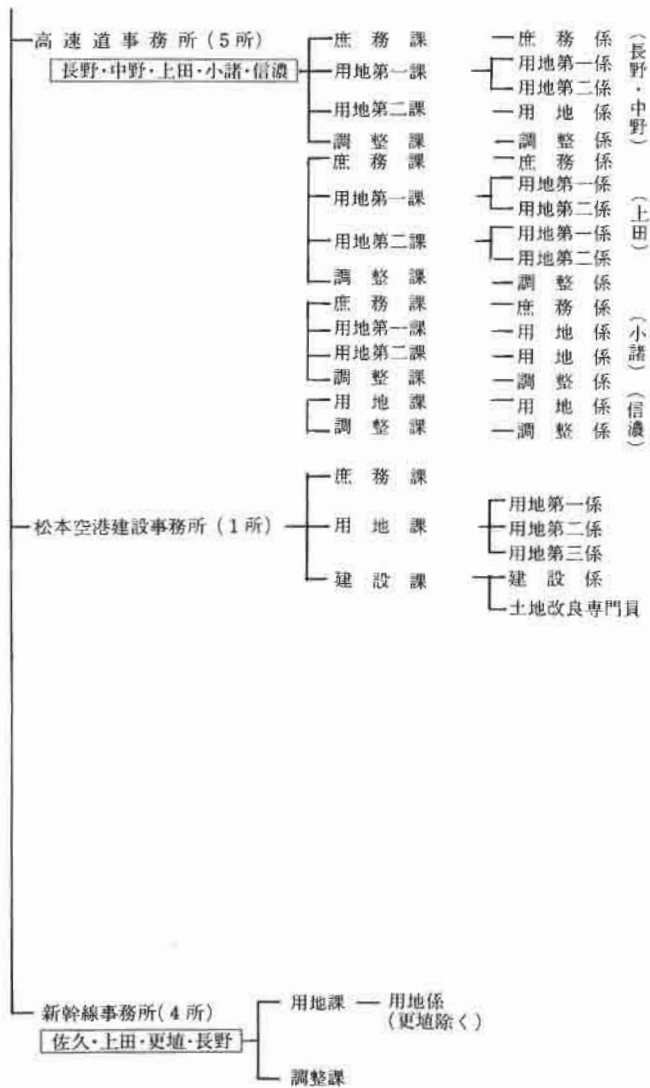 高速道事務所(5所) 庶務課 庶務係
長野・中野・上田・小諸・信濃 用地第一課 用地第一係
用地第二係
用地第二課 用地係
調整課 調整係
(長野・中野)
庶務課 庶務係
用地第一課 用地第一係
用地第二係
用地第二課 用地第一係
用地第二係
調整課 調整係
(上田)
庶務課 庶務係
用地第一課 用地係
用地第二課 用地係
調整課 調整係
(小諸)
用地課 用地係
調整課 調整係
(信濃)
庶務課
松本空港建設事務所(1所) 用地課 用地第一係
用地第二係
用地第三係
建設課 建設係
土地改良専門員
新幹線事務所(4所) 用地課 用地係
(更埴除く)
佐久・上田・更埴・長野
調整課